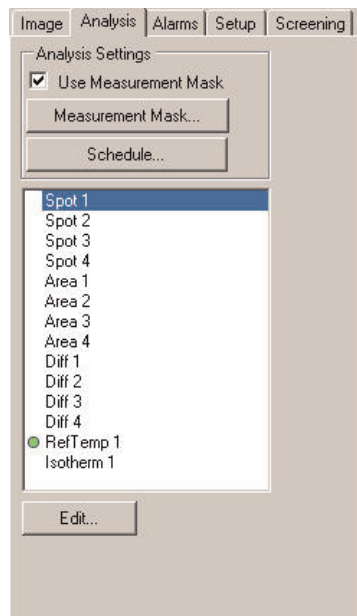 Image Analysis Alarms Setup Screening
Analysis Settings
Use Measurement Mask
Measurement Mask...
Schedule...
Spot 1
Spot 2
Spot 3
Spot 4
Area 1
Area 2
Area 3
Area 4
Diff 1
Diff 2
Diff 3
Diff 4
RefTemp 1
Isotherm 1
Edit...